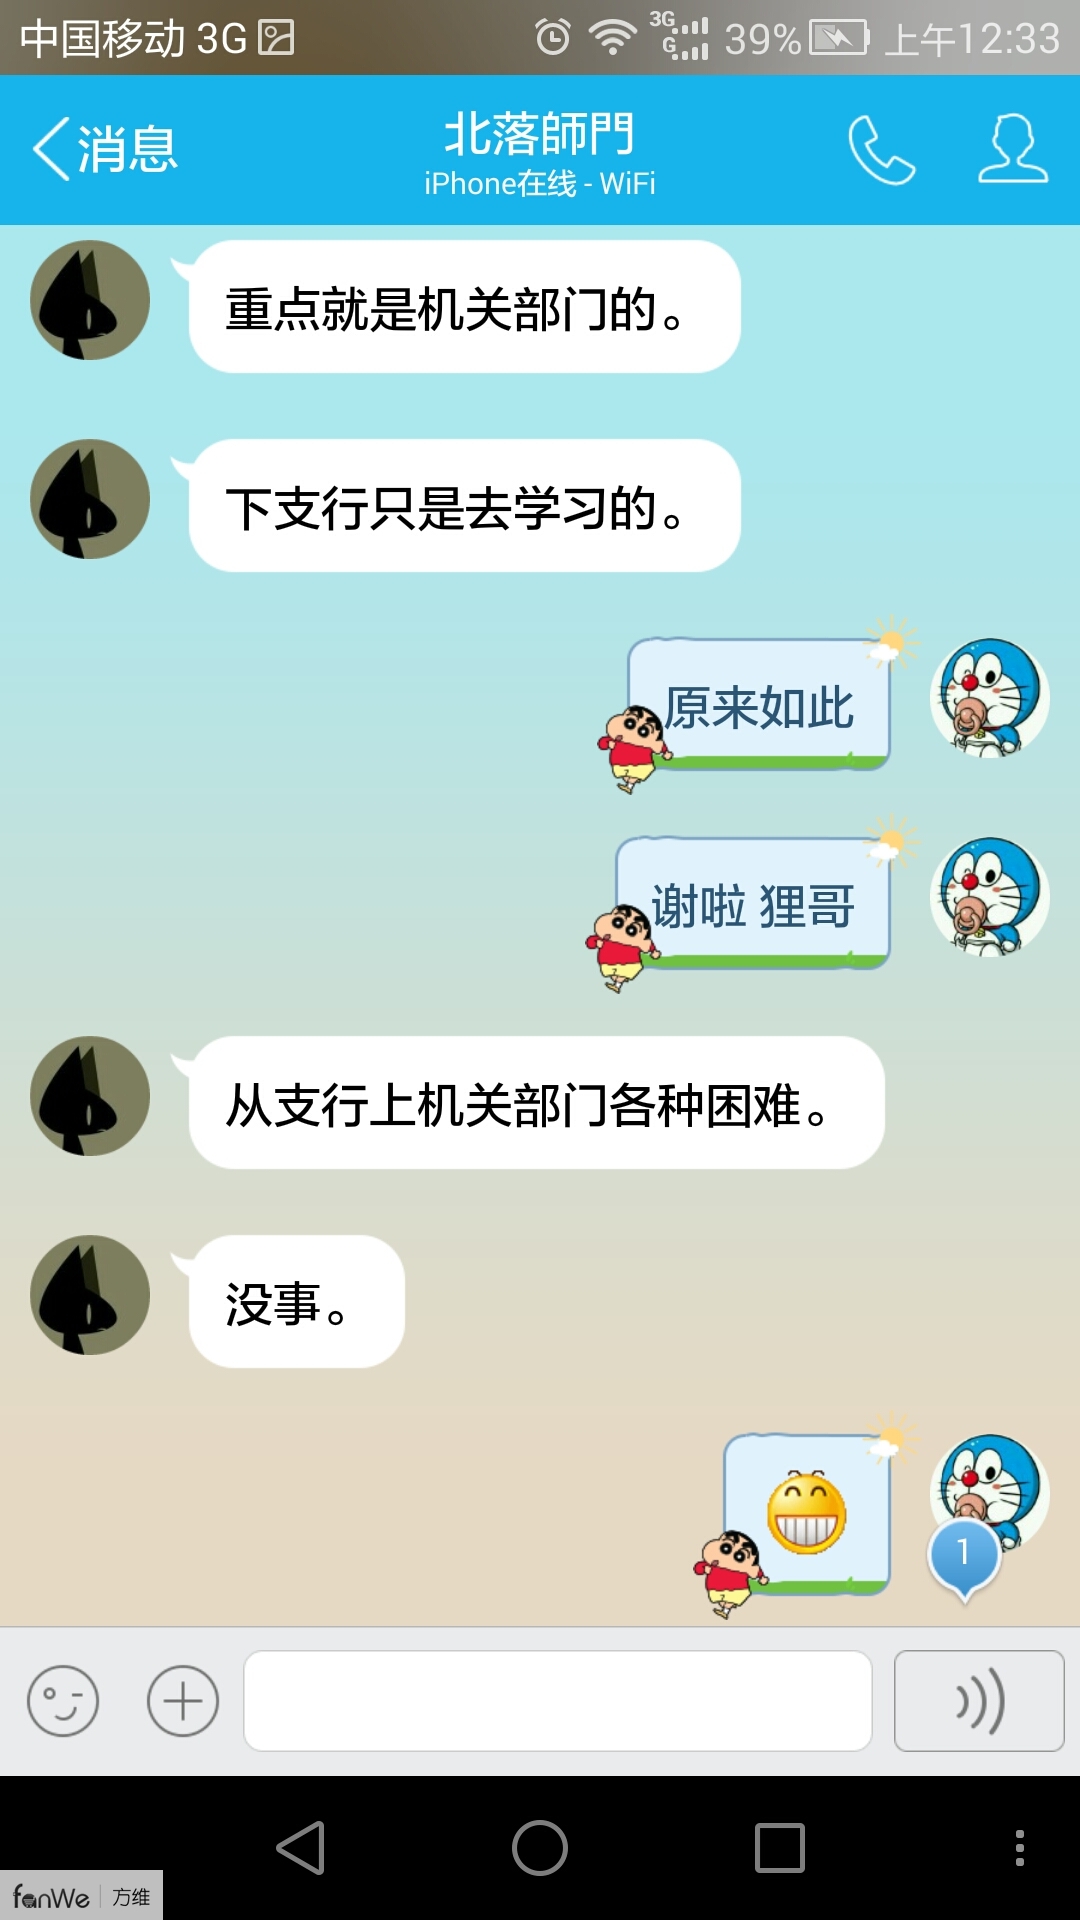 中国移动 3G 3G G 39% 上午12:33
消息
北落師門
iPhone在线 - WiFi
重点就是机关部门的。
下支行只是去学习的。
原来如此
谢啦 狸哥
从支行上机关部门各种困难。
没事。
1
fanWe 方维